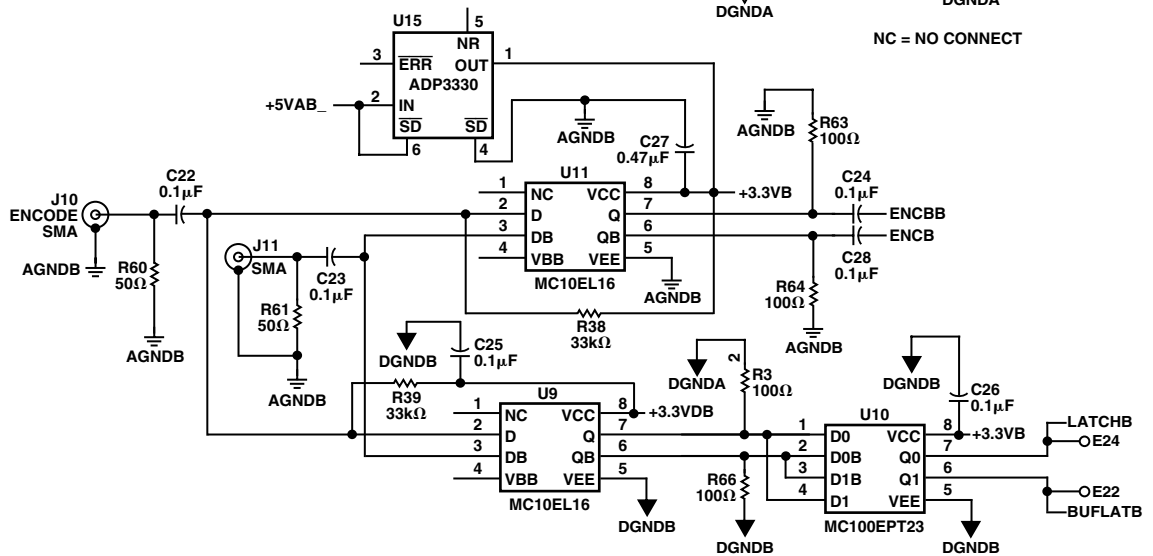 DGNDA
DGNDA
NC = NO CONNECT
U15
5
NR
3
ERR
OUT
1
ADP3330
+5VAB_
2
IN
SD
SD
6
4
AGNDB
C27
0.47µF
AGNDB
R63
100Ω
U11
1
NC
VCC
8
+3.3VB
2
D
Q
7
3
DB
QB
6
4
VBB
VEE
5
MC10EL16
AGNDB
C24
0.1µF
ENCBB
ENCB
C28
0.1µF
R64
100Ω
AGNDB
J10
ENCODE
SMA
C22
0.1µF
AGNDB
R60
50Ω
AGNDB
J11
SMA
C23
0.1µF
R61
50Ω
AGNDB
R38
33kΩ
DGNDB
C25
0.1µF
R39
33kΩ
U9
1
NC
VCC
8
+3.3VDB
2
D
Q
7
3
DB
QB
6
4
VBB
VEE
5
MC10EL16
DGNDB
DGNDA
2
R3
100Ω
R66
100Ω
DGNDB
DGNDB
C26
0.1µF
U10
1
D0
VCC
8
+3.3VB
2
D0B
Q0
7
3
D1B
Q1
6
4
D1
VEE
5
MC100EPT23
DGNDB
LATCHB
E24
E22
BUFLATB